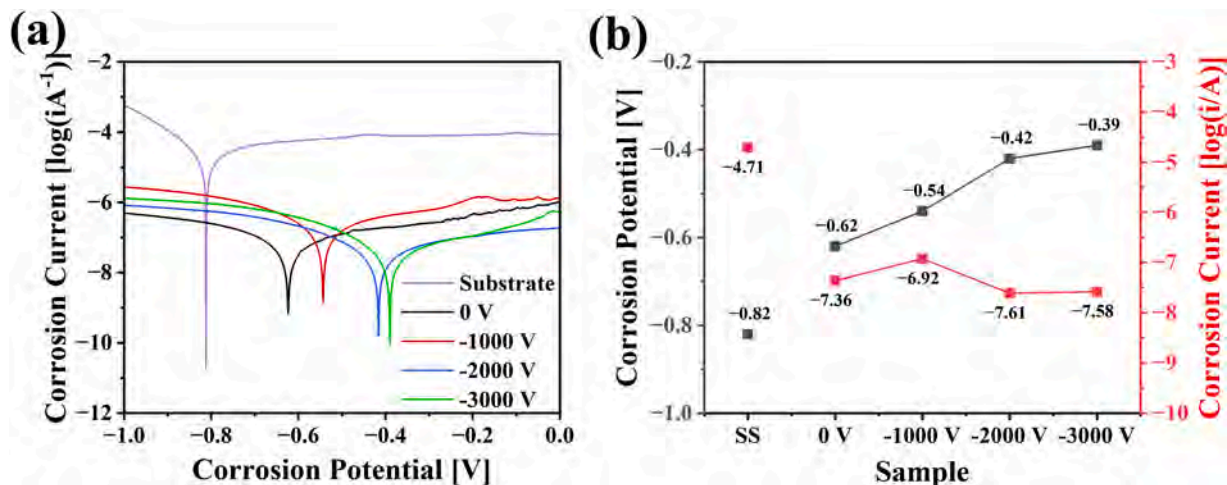 (a)
Corrosion Current [log(iA⁻¹)]
−2
−4
−6
−8
−10
−12
−1.0
−0.8
−0.6
−0.4
−0.2
0.0
Corrosion Potential [V]
Substrate
0 V
-1000 V
-2000 V
-3000 V
(b)
Corrosion Potential [V]
−0.2
−0.4
−0.6
−0.8
−1.0
−4.71
−0.82
−0.62
−7.36
−0.54
−6.92
−0.42
−7.61
−0.39
−7.58
SS
0 V
-1000 V
-2000 V
-3000 V
Sample
−3
−4
−5
−6
−7
−8
−9
−10
Corrosion Current [log(i/A)]